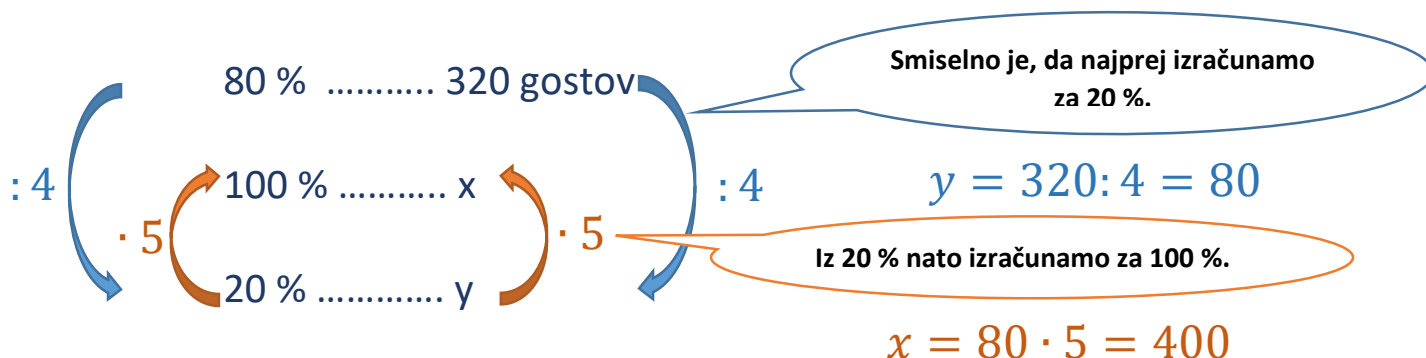 80 % ……….. 320 gostov
Smiselno je, da najprej izračunamo
za 20 %.
: 4
100 % ……….. x
: 4
y = 320: 4 = 80
· 5
· 5
Iz 20 % nato izračunamo za 100 %.
20 % …………. y
x = 80 · 5 = 400